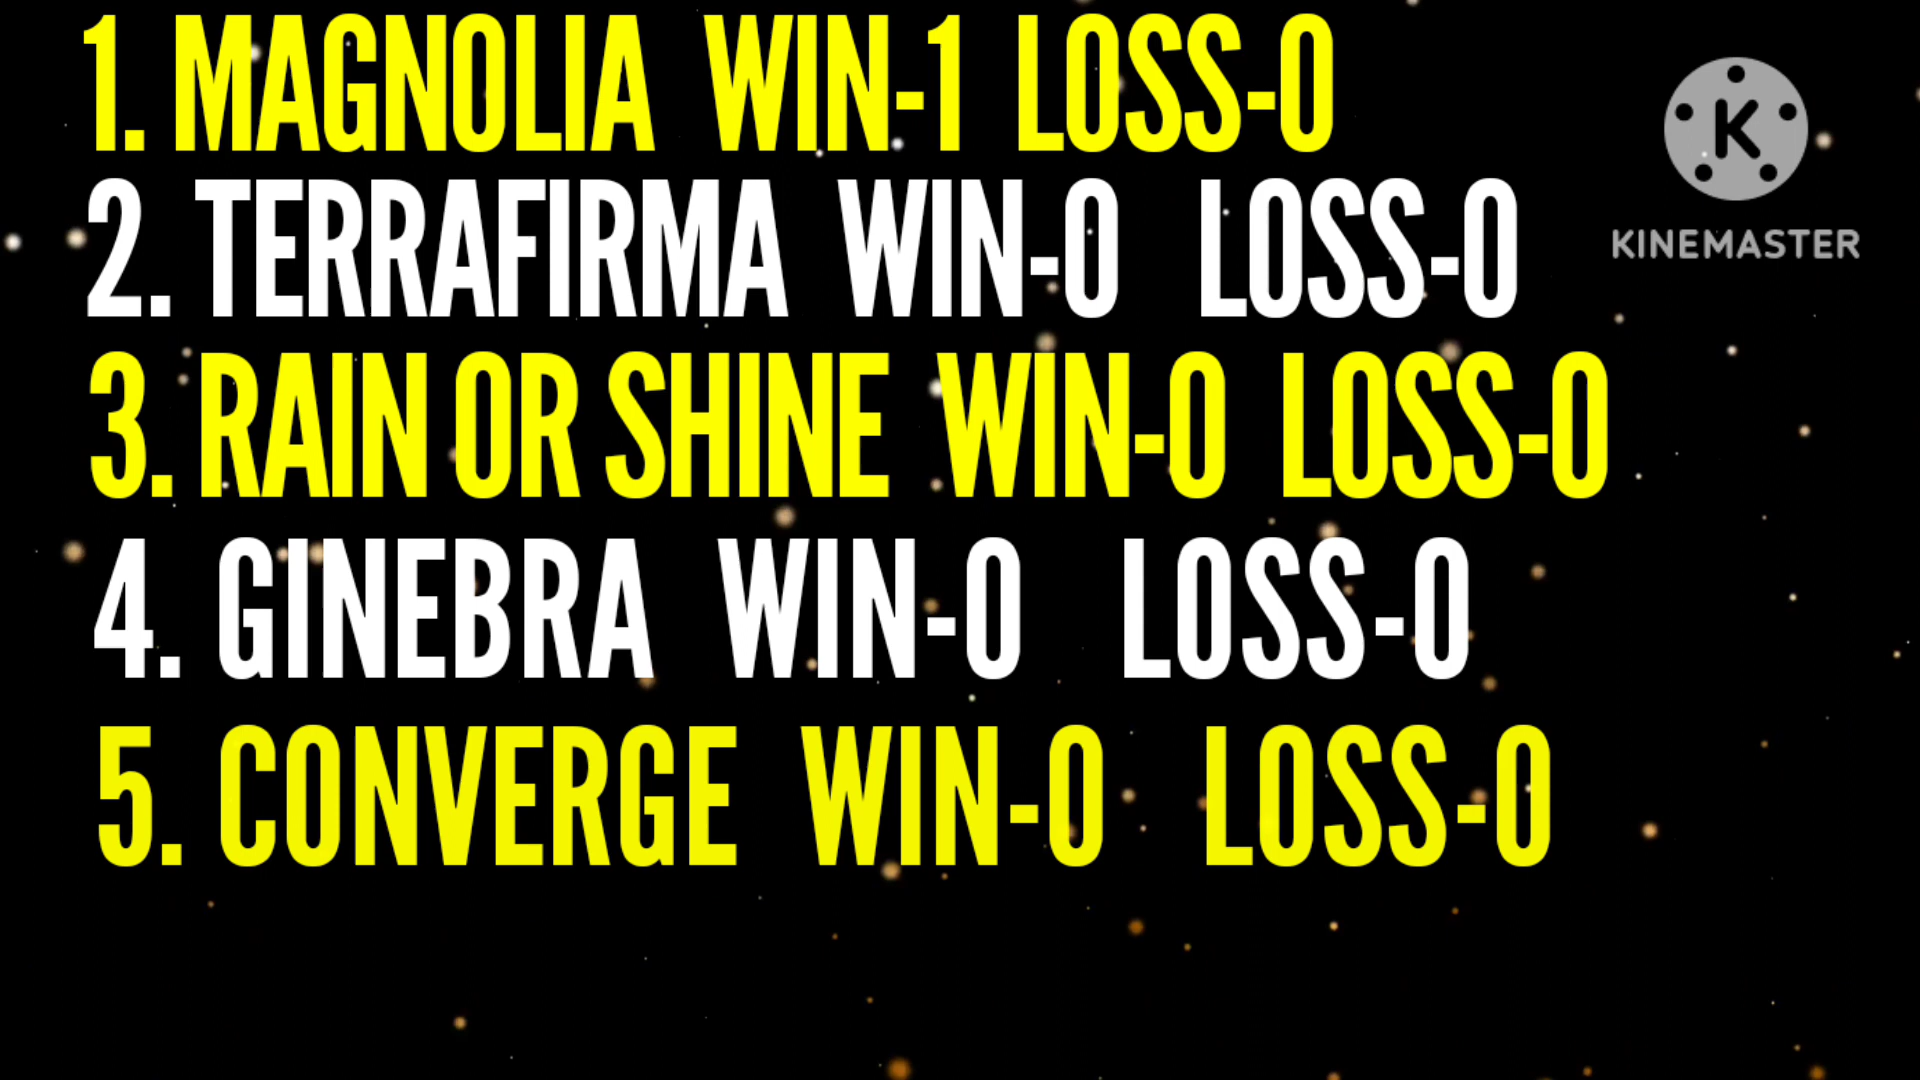 1. MAGNOLIA WIN-1 LOSS-0
2. TERRAFIRMA WIN-0 LOSS-0
3. RAIN OR SHINE WIN-0 LOSS-0
4. GINEBRA WIN-0 LOSS-0
5. CONVERGE WIN-0 LOSS-0
K
KINEMASTER